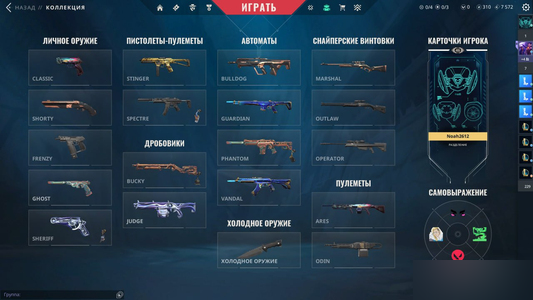 НАЗАД // КОЛЛЕКЦИЯ
ИГРАТЬ
0/4 0/3 0 310 7 572
ЛИЧНОЕ ОРУЖИЕ
ПИСТОЛЕТЫ-ПУЛЕМЕТЫ
АВТОМАТЫ
СНАЙПЕРСКИЕ ВИНТОВКИ
КАРТОЧКИ ИГРОКА
CLASSIC
STINGER
BULLDOG
MARSHAL
SHORTY
SPECTRE
GUARDIAN
OUTLAW
FRENZY
ДРОБОВИКИ
PHANTOM
OPERATOR
Noah2612
GHOST
BUCKY
VANDAL
ПУЛЕМЕТЫ
САМОВЫРАЖЕНИЕ
SHERIFF
JUDGE
ХОЛОДНОЕ ОРУЖИЕ
ARES
ХОЛОДНОЕ ОРУЖИЕ
ODIN
Группа